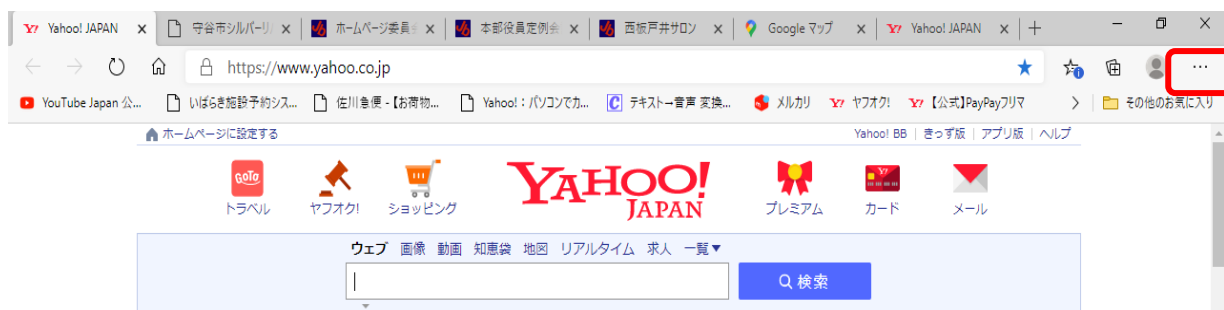 Yahoo! JAPAN 守谷市シルバーリ ホームページ委員 本部役員定例会 西板戸井サロン Google マップ Yahoo! JAPAN
https://www.yahoo.co.jp
YouTube Japan 公... いばらき施設予約シス... 佐川急便 -【お荷物... Yahoo!：パソコンでカ... テキスト→音声 変換... メルカリ ヤフオク! 【公式】PayPayフリマ その他のお気に入り
ホームページに設定する Yahoo! BB きっず版 アプリ版 ヘルプ
GoTo
トラベル ヤフオク! ショッピング YAHOO! JAPAN プレミアム カード メール
ウェブ 画像 動画 知恵袋 地図 リアルタイム 求人 一覧▼
検索